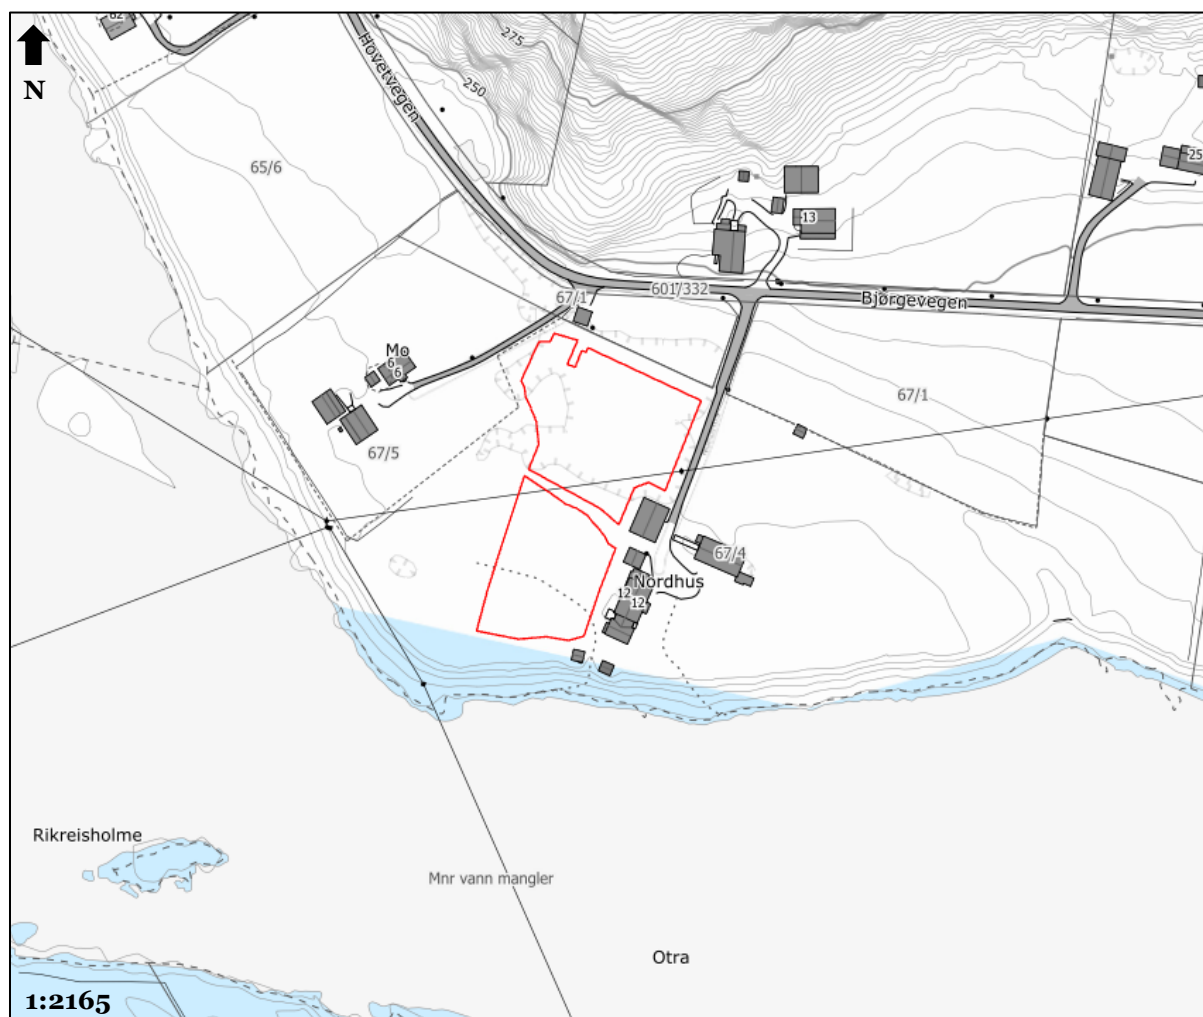 62
N
Hovetvegen
275
250
65/6
25
13
67/1
601/332
Bjørgevegen
Mo
6
6
67/1
67/5
67/4
Nordhus
12
12
Rikreisholme
Mnr vann mangler
Otra
1:2165